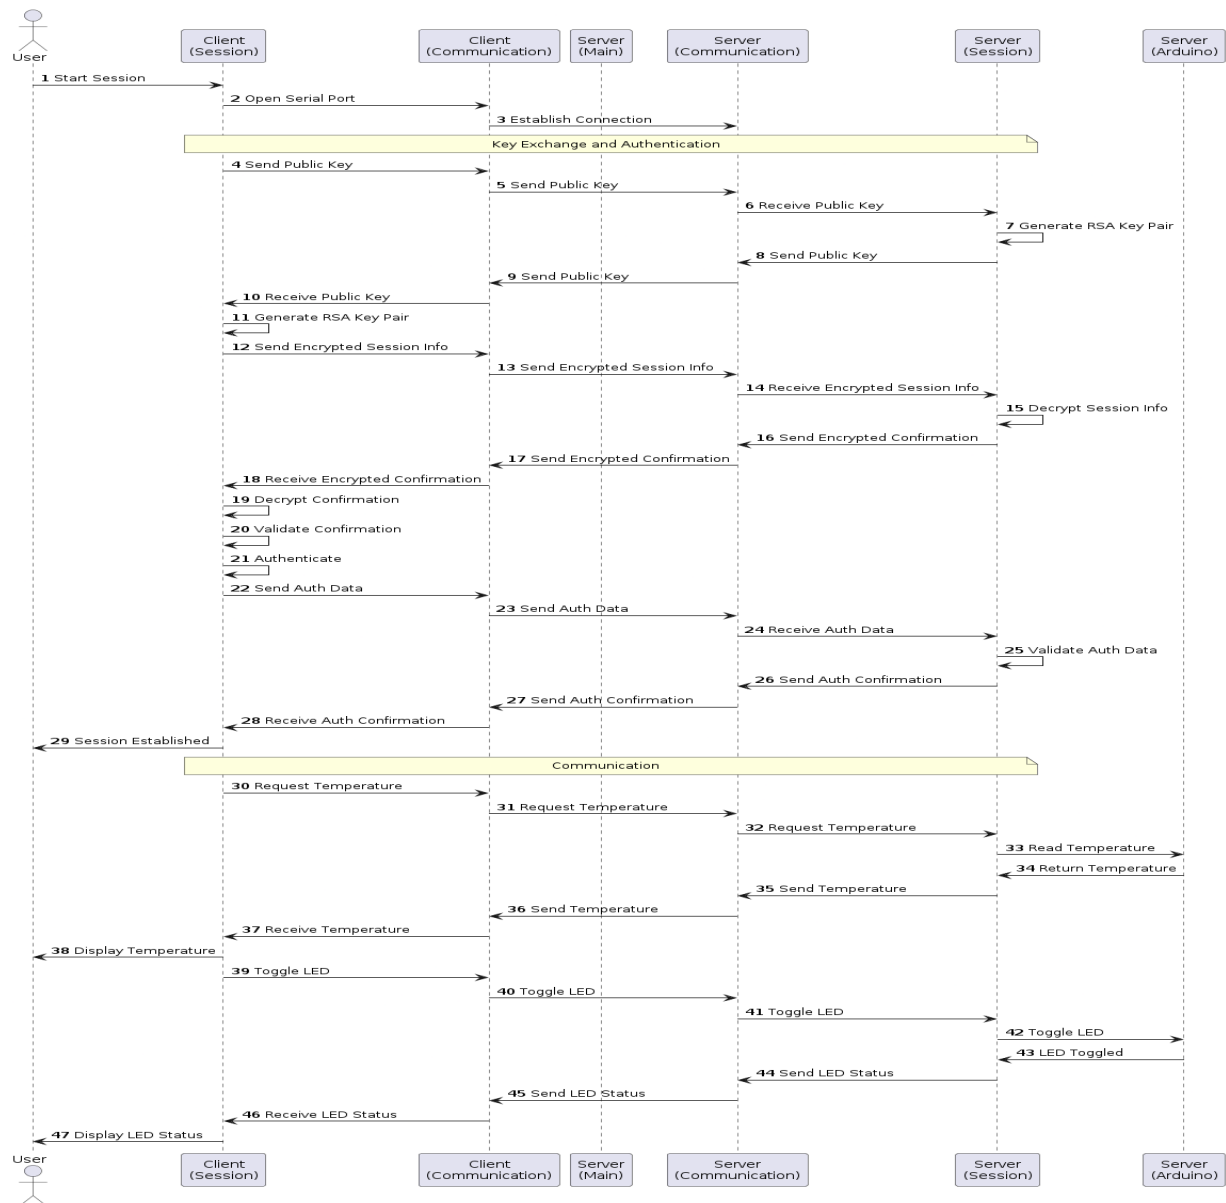 User
Client
(Session)
Client
(Communication)
Server
(Main)
Server
(Communication)
Server
(Session)
Server
(Arduino)
1 Start Session
2 Open Serial Port
3 Establish Connection
Key Exchange and Authentication
4 Send Public Key
5 Send Public Key
6 Receive Public Key
7 Generate RSA Key Pair
8 Send Public Key
9 Send Public Key
10 Receive Public Key
11 Generate RSA Key Pair
12 Send Encrypted Session Info
13 Send Encrypted Session Info
14 Receive Encrypted Session Info
15 Decrypt Session Info
16 Send Encrypted Confirmation
17 Send Encrypted Confirmation
18 Receive Encrypted Confirmation
19 Decrypt Confirmation
20 Validate Confirmation
21 Authenticate
22 Send Auth Data
23 Send Auth Data
24 Receive Auth Data
25 Validate Auth Data
26 Send Auth Confirmation
27 Send Auth Confirmation
28 Receive Auth Confirmation
29 Session Established
Communication
30 Request Temperature
31 Request Temperature
32 Request Temperature
33 Read Temperature
34 Return Temperature
35 Send Temperature
36 Send Temperature
37 Receive Temperature
38 Display Temperature
39 Toggle LED
40 Toggle LED
41 Toggle LED
42 Toggle LED
43 LED Toggled
44 Send LED Status
45 Send LED Status
46 Receive LED Status
47 Display LED Status
User
Client
(Session)
Client
(Communication)
Server
(Main)
Server
(Communication)
Server
(Session)
Server
(Arduino)